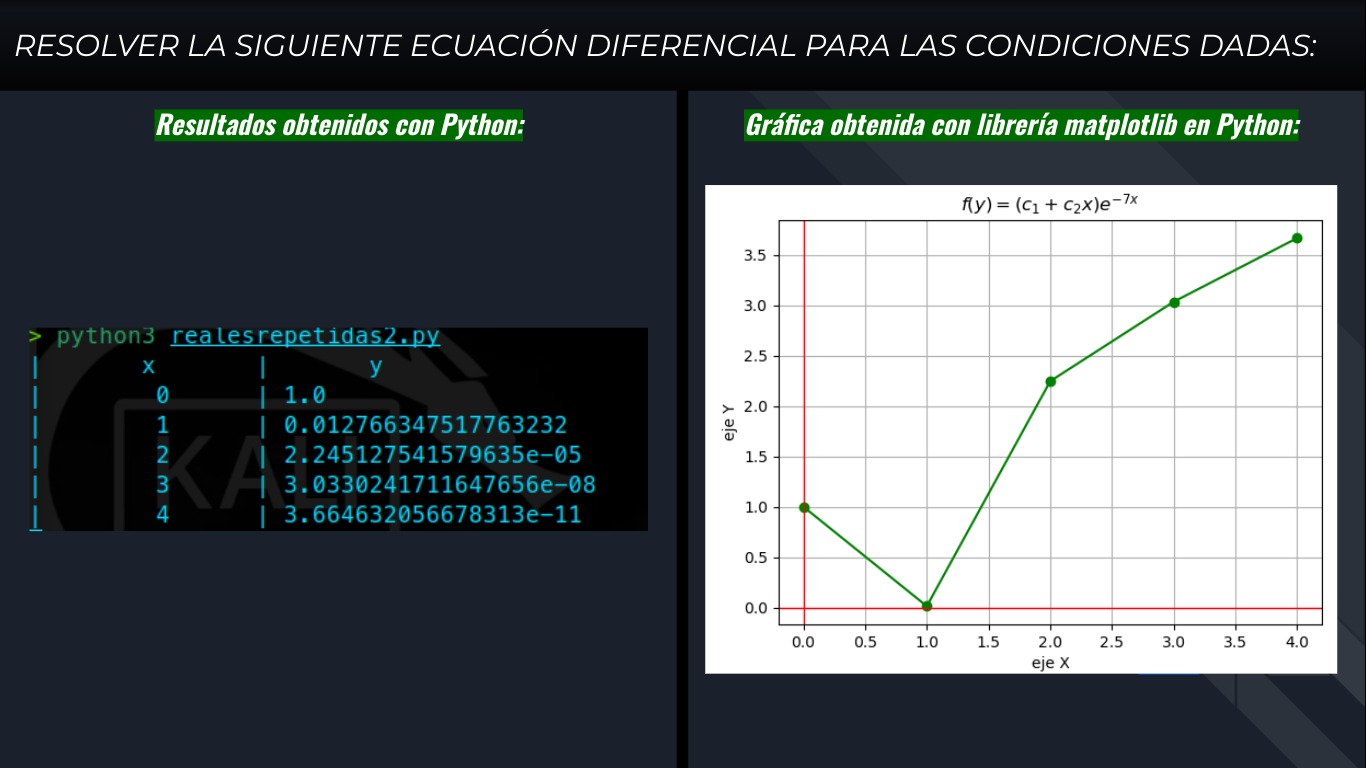 RESOLVER LA SIGUIENTE ECUACIÓN DIFERENCIAL PARA LAS CONDICIONES DADAS:
Resultados obtenidos con Python:
> python3 realesrepetidas2.py
| x | y
| 0 | 1.0
| 1 | 0.012766347517763232
| 2 | 2.245127541579635e-05
| 3 | 3.0330241711647656e-08
| 4 | 3.664632056678313e-11
KALI
Gráfica obtenida con librería matplotlib en Python:
f(y) = (c₁ + c₂x)e⁻⁷ˣ
eje Y
3.5
3.0
2.5
2.0
1.5
1.0
0.5
0.0
0.0 0.5 1.0 1.5 2.0 2.5 3.0 3.5 4.0
eje X